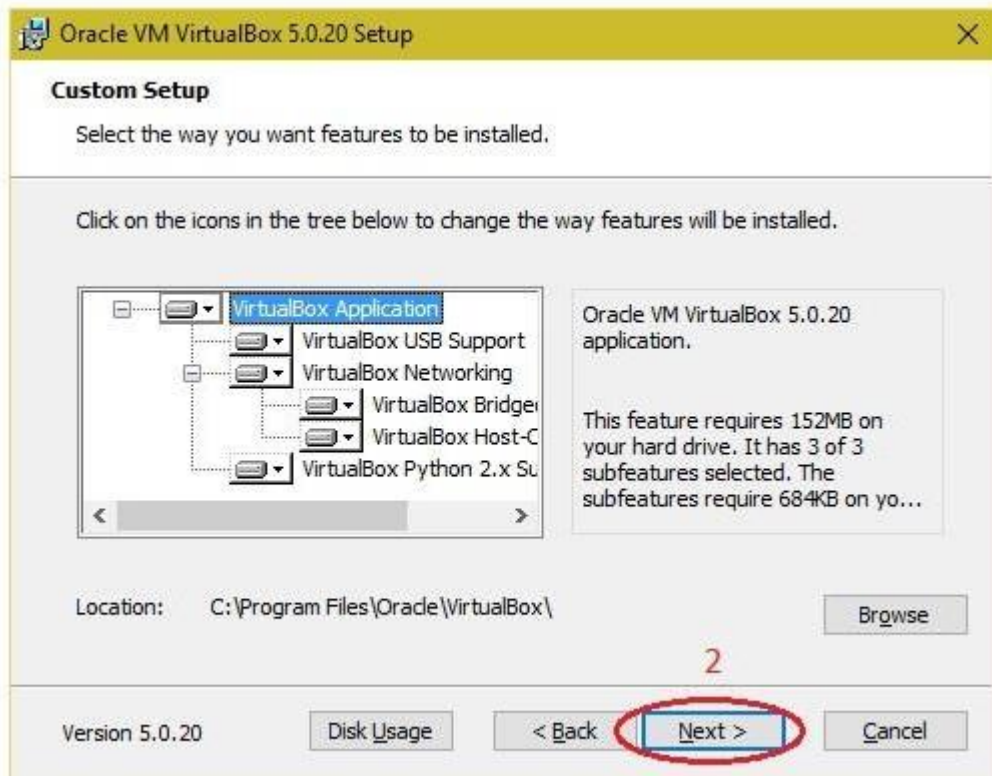 Oracle VM VirtualBox 5.0.20 Setup
Custom Setup
Select the way you want features to be installed.
Click on the icons in the tree below to change the way features will be installed.
VirtualBox Application
VirtualBox USB Support
VirtualBox Networking
VirtualBox Bridge
VirtualBox Host-
VirtualBox Python 2.x Su
Oracle VM VirtualBox 5.0.20
application.
This feature requires 152MB on
your hard drive. It has 3 of 3
subfeatures selected. The
subfeatures require 684KB on yo...
Location: C:\Program Files\Oracle\VirtualBox\
Browse
2
Version 5.0.20 Disk Usage < Back Next > Cancel